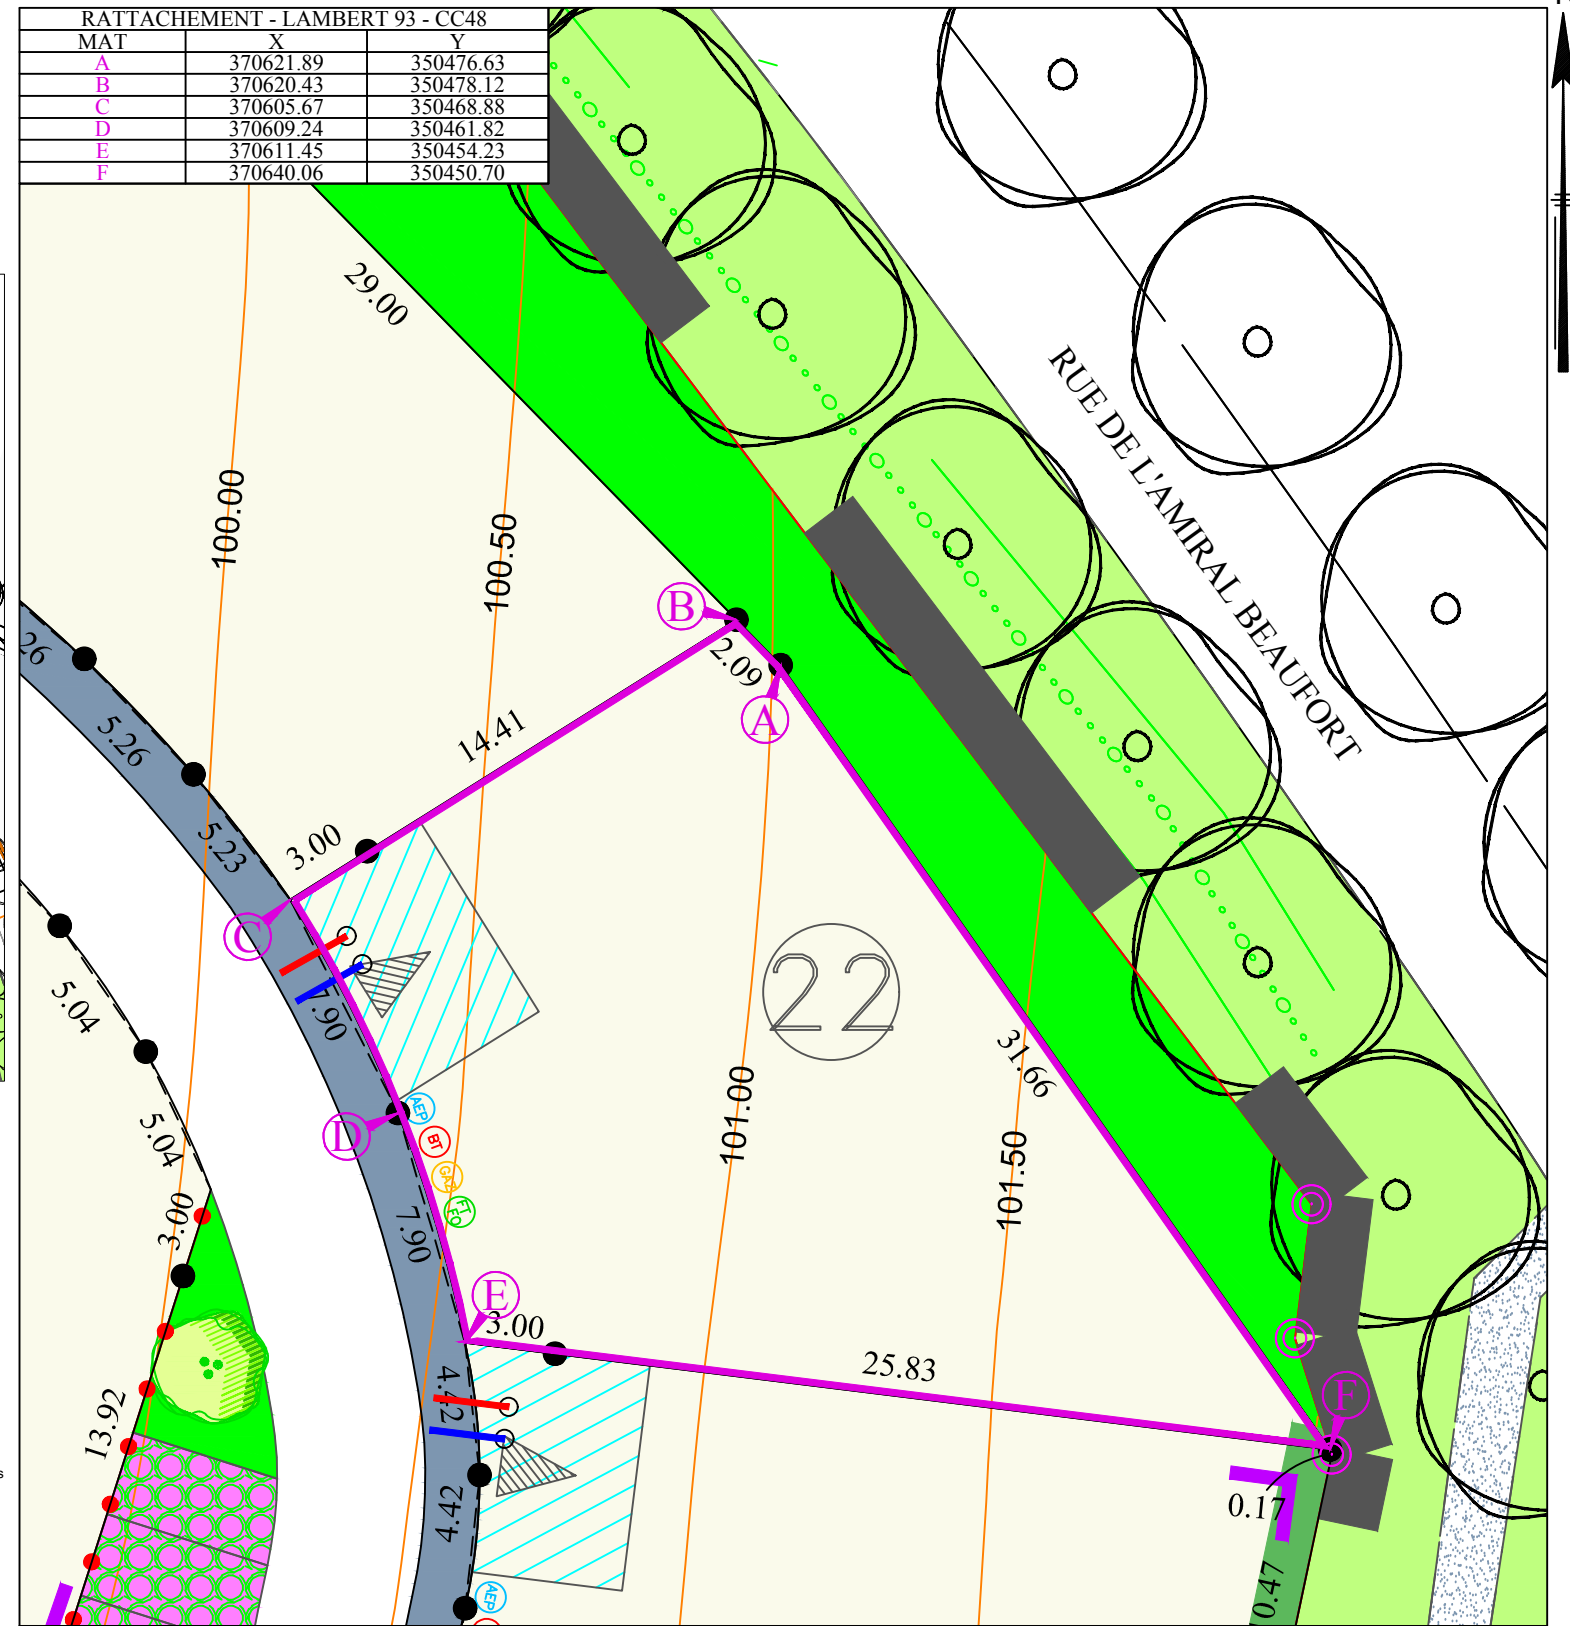 RATTACHEMENT - LAMBERT 93 - CC48
MAT X Y
A 370621.89 350476.63
B 370620.43 350478.12
C 370605.67 350468.88
D 370609.24 350461.82
E 370611.45 350454.23
F 370640.06 350450.70
29.00
RUE DE L'AMIRAL BEAUFORT
100.00
100.50
B
2.09
A
26
5.26
14.41
5.23
3.00
C
7.90
22
5.04
31.66
AEP
D
BT
GAZ
101.00
5.04
101.50
FT
FO
3.00
7.90
E
3.00
25.83
F
4.42
13.92
0.17
4.42
0.47
AEP